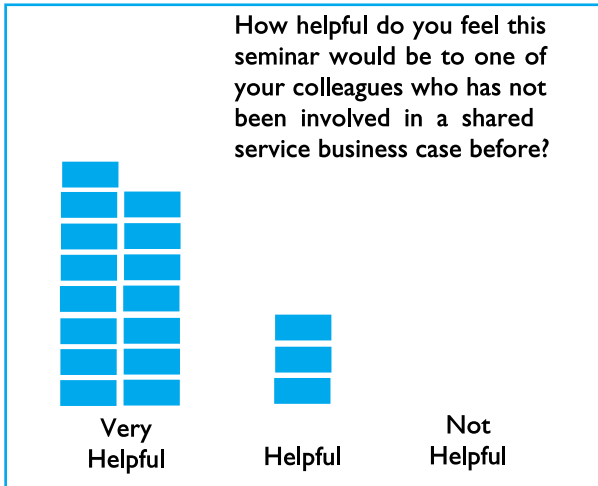 How helpful do you feel this
seminar would be to one of
your colleagues who has not
been involved in a shared
service business case before?
Very
Helpful
Helpful
Not
Helpful